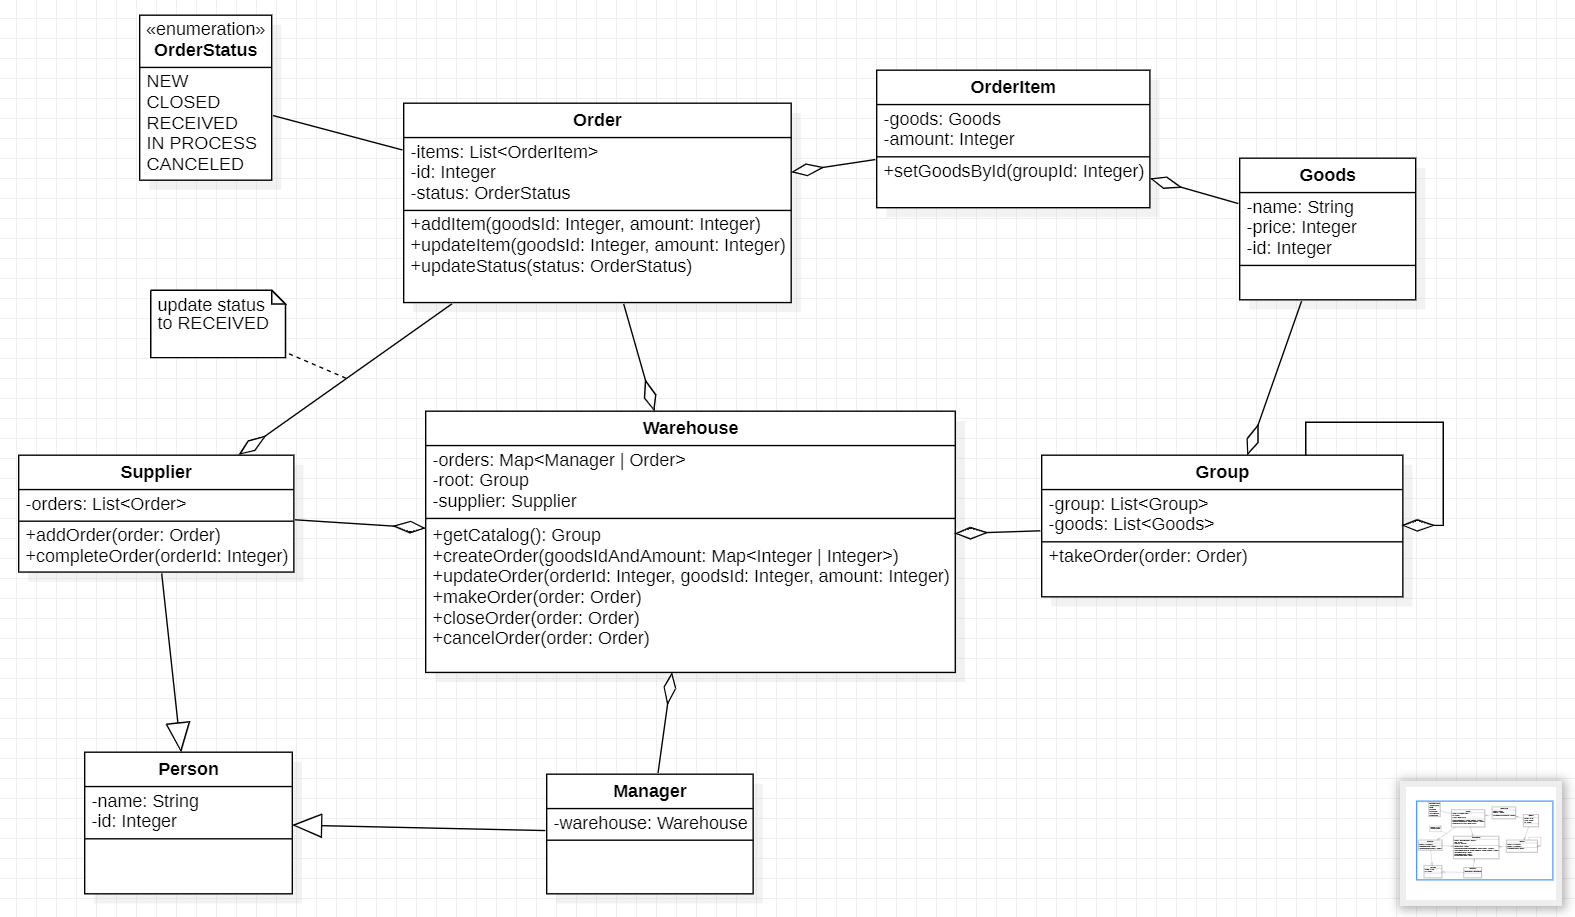 «enumeration»
OrderStatus
NEW
CLOSED
RECEIVED
IN PROCESS
CANCELED
Order
-items: List<OrderItem>
-id: Integer
-status: OrderStatus
+addItem(goodsId: Integer, amount: Integer)
+updateItem(goodsId: Integer, amount: Integer)
+updateStatus(status: OrderStatus)
OrderItem
-goods: Goods
-amount: Integer
+setGoodsById(groupId: Integer)
Goods
-name: String
-price: Integer
-id: Integer
update status
to RECEIVED
Supplier
-orders: List<Order>
+addOrder(order: Order)
+completeOrder(orderId: Integer)
Warehouse
-orders: Map<Manager | Order>
-root: Group
-supplier: Supplier
+getCatalog(): Group
+createOrder(goodsIdAndAmount: Map<Integer | Integer>)
+updateOrder(orderId: Integer, goodsId: Integer, amount: Integer)
+makeOrder(order: Order)
+closeOrder(order: Order)
+cancelOrder(order: Order)
Group
-group: List<Group>
-goods: List<Goods>
+takeOrder(order: Order)
Person
-name: String
-id: Integer
Manager
-warehouse: Warehouse